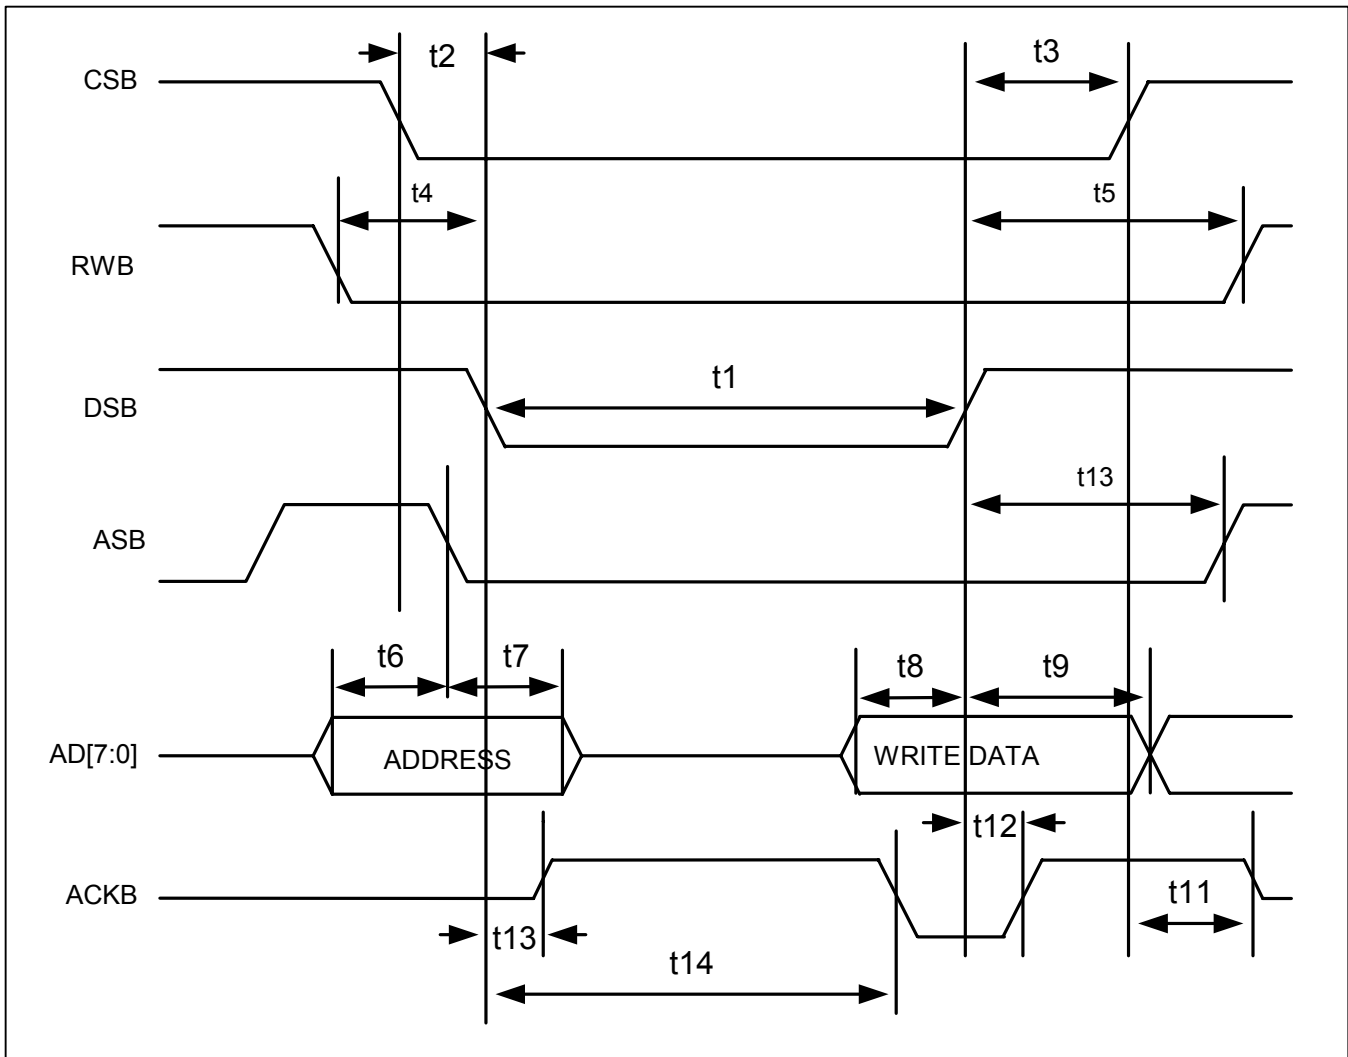 t2
t3
CSB
t4
t5
RWB
t1
DSB
t13
ASB
t6
t7
t8
t9
AD[7:0]
ADDRESS
WRITE DATA
t12
ACKB
t11
t13
t14